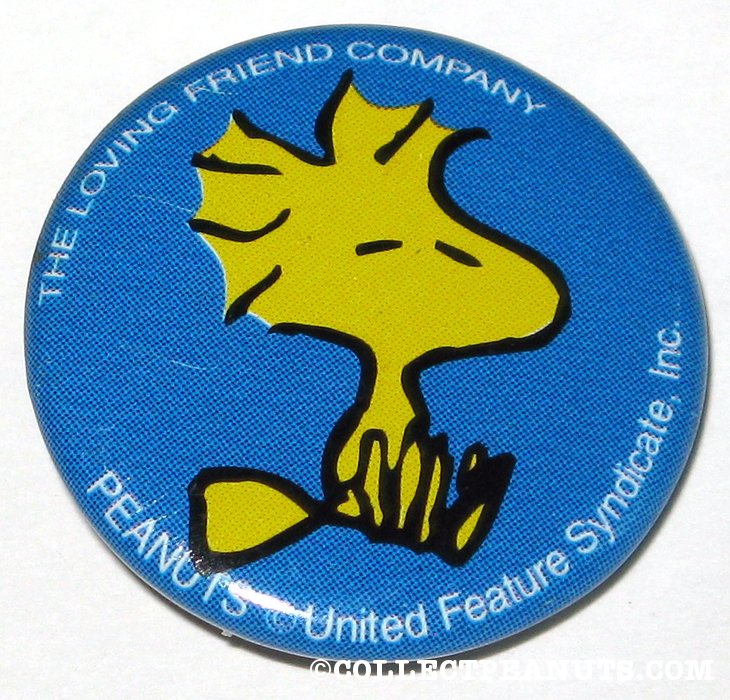 THE LOVING FRIEND COMPANY
PEANUTS © United Feature Syndicate, Inc.
©COLLECTPEANUTS.COM